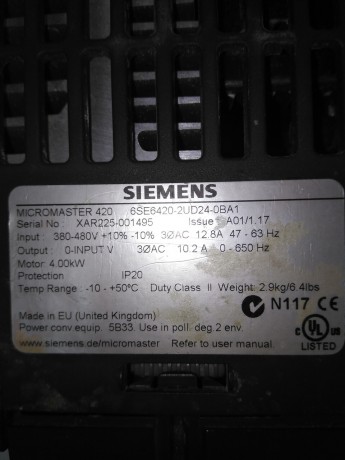 SIEMENS
MICROMASTER 420 6SE6420-2UD24-0BA1
Serial No : XAR225-001495 Issue : A01/1.17
Input : 380-480V +10% -10% 3ØAC 12.8A 47 - 63 Hz
Output : 0-INPUT V 3ØAC 10.2 A 0 - 650 Hz
Motor: 4.00kW
Protection IP20
Temp Range : -10 - +50°C Duty Class II Weight: 2.9kg/6.4lbs
N117 CE
Made in EU (United Kingdom)
Power conv.equip. 5B33. Use in poll. deg.2 env.
www.siemens.de/micromaster Refer to user manual.
C UL US
LISTED